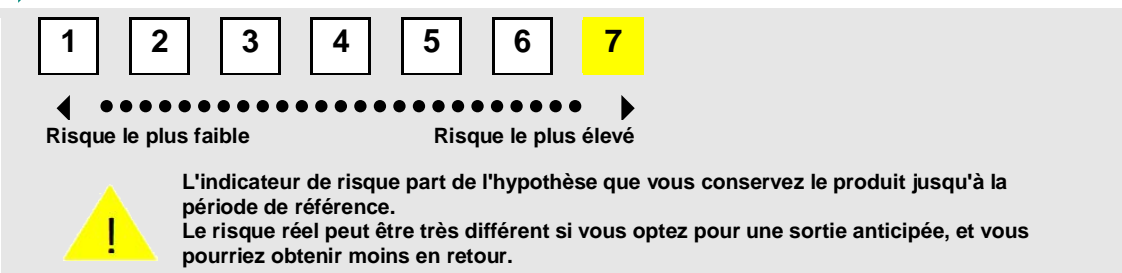 1 2 3 4 5 6 7
Risque le plus faible Risque le plus élevé
L'indicateur de risque part de l'hypothèse que vous conservez le produit jusqu'à la
période de référence.
Le risque réel peut être très différent si vous optez pour une sortie anticipée, et vous
pourriez obtenir moins en retour.
!